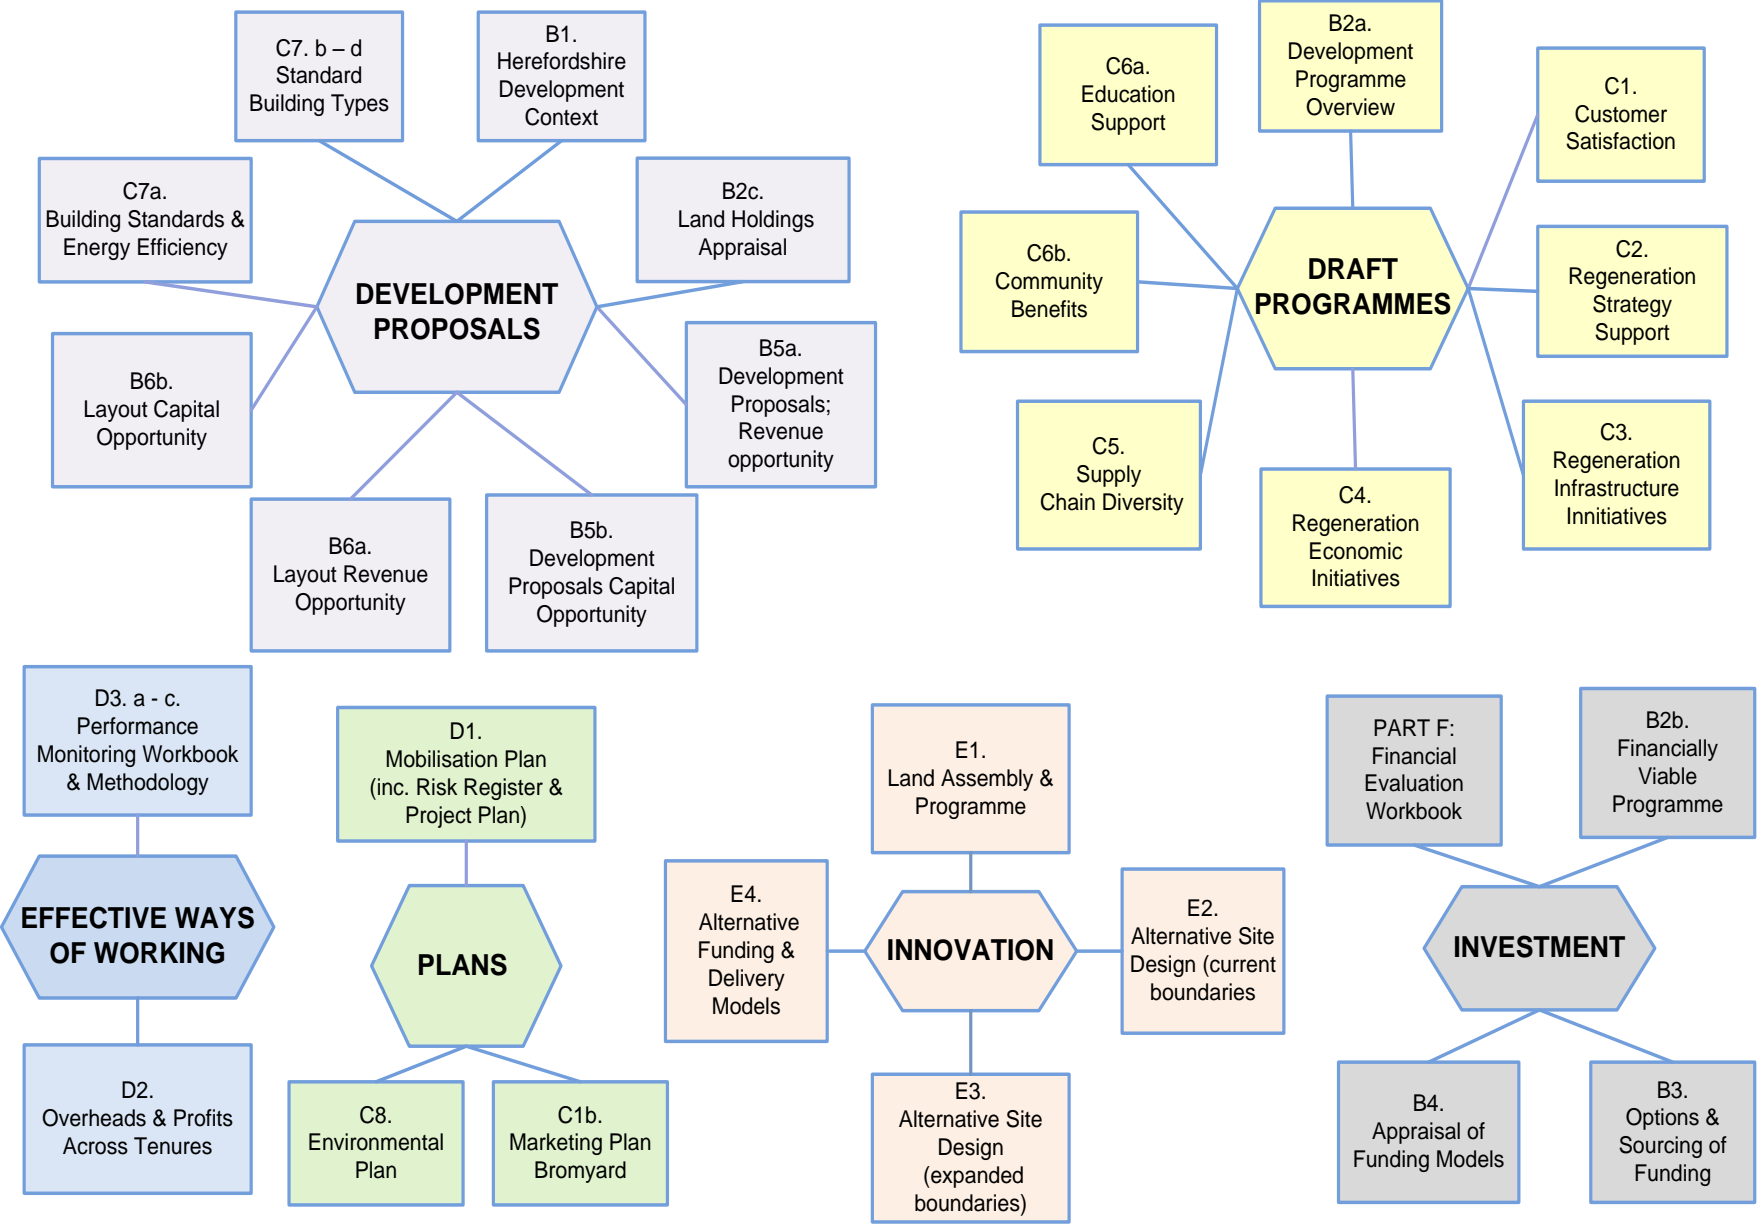 C7. b – d
Standard
Building Types
B1.
Herefordshire
Development
Context
C7a.
Building Standards &
Energy Efficiency
B2c.
Land Holdings
Appraisal
DEVELOPMENT
PROPOSALS
B6b.
Layout Capital
Opportunity
B5a.
Development
Proposals;
Revenue
opportunity
B6a.
Layout Revenue
Opportunity
B5b.
Development
Proposals Capital
Opportunity
C6a.
Education
Support
B2a.
Development
Programme
Overview
C1.
Customer
Satisfaction
C6b.
Community
Benefits
DRAFT
PROGRAMMES
C2.
Regeneration
Strategy
Support
C5.
Supply
Chain Diversity
C4.
Regeneration
Economic
Initiatives
C3.
Regeneration
Infrastructure
Innitiatives
D3. a - c.
Performance
Monitoring Workbook
& Methodology
EFFECTIVE WAYS
OF WORKING
D2.
Overheads & Profits
Across Tenures
D1.
Mobilisation Plan
(inc. Risk Register &
Project Plan)
PLANS
C8.
Environmental
Plan
C1b.
Marketing Plan
Bromyard
E1.
Land Assembly &
Programme
E4.
Alternative
Funding &
Delivery
Models
INNOVATION
E2.
Alternative Site
Design (current
boundaries
E3.
Alternative Site
Design
(expanded
boundaries)
PART F:
Financial
Evaluation
Workbook
B2b.
Financially
Viable
Programme
INVESTMENT
B4.
Appraisal of
Funding Models
B3.
Options &
Sourcing of
Funding